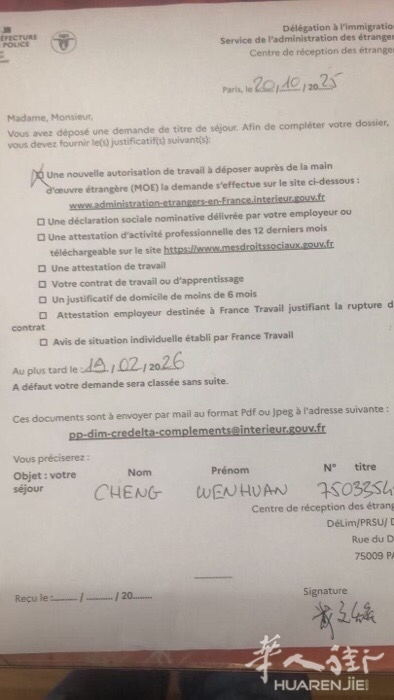 PRÉFECTURE
POLICE
Délégation à l'immigratio
Service de l'administration des étranger
Centre de réception des étrange
Paris, le 20/10/2025
Madame, Monsieur,
Vous avez déposé une demande de titre de séjour. Afin de compléter votre dossier,
vous devez fournir le(s) justificatif(s) suivant(s):
☒ Une nouvelle autorisation de travail à déposer auprès de la main
d'œuvre étrangère (MOE) la demande s'effectue sur le site ci-dessous :
www.administration-etrangers-en-France.interieur.gouv.fr
☐ Une déclaration sociale nominative délivrée par votre employeur ou
☐ Une attestation d'activité professionnelle des 12 derniers mois
téléchargeable sur le site https://www.mesdroitssociaux.gouv.fr
☐ Une attestation de travail
☐ Votre contrat de travail ou d'apprentissage
☐ Un justificatif de domicile de moins de 6 mois
☐ Attestation employeur destinée à France Travail justifiant la rupture d
contrat
☐ Avis de situation individuelle établi par France Travail
Au plus tard le 19/02/2026
A défaut votre demande sera classée sans suite.
Ces documents sont à envoyer par mail au format Pdf ou Jpeg à l'adresse suivante :
pp-dim-credelta-complements@interieur.gouv.fr
Vous préciserez :
Objet : votre Nom Prénom N° titre
séjour CHENG WENHUAN 7503354
Centre de réception des étrang
DéLim/PRSU/
Rue du D
75009 PA
Reçu le : ....../......../20........
Signature
华人街
HUARENJIE